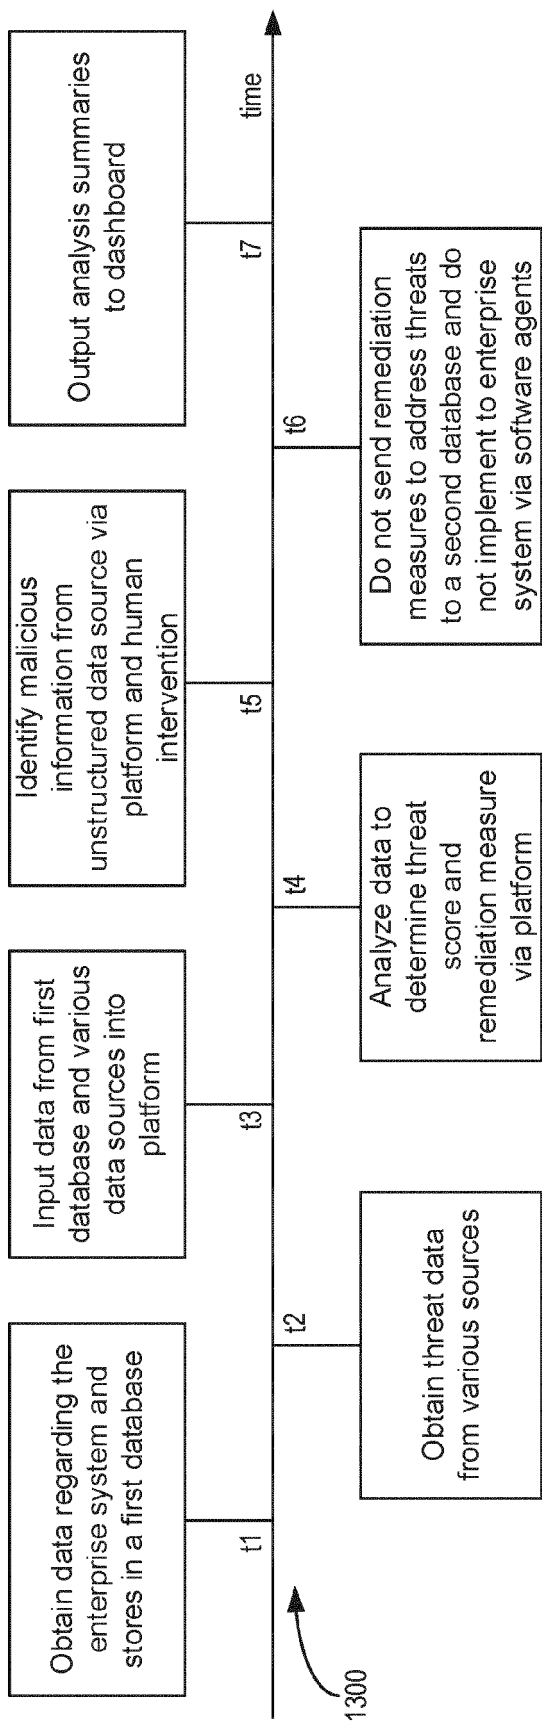 Obtain data regarding the
enterprise system and
stores in a first database
Input data from first
database and various
data sources into
platform
Identify malicious
information from
unstructured data source via
platform and human
intervention
Output analysis summaries
to dashboard
t1
t3
t5
t7
time
t2
t4
t6
1300
Obtain threat data
from various sources
Analyze data to
determine threat
score and
remediation measure
via platform
Do not send remediation
measures to address threats
to a second database and do
not implement to enterprise
system via software agents